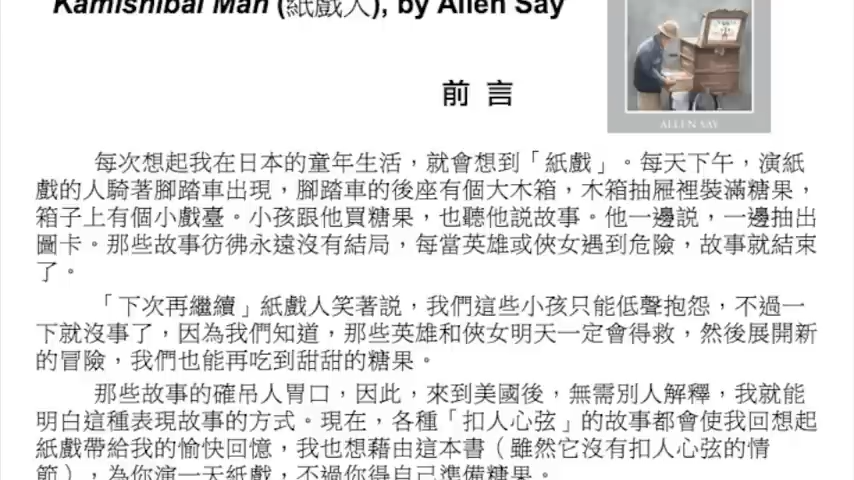 Kamishibai Man (紙戲人), by Allen Say
ALLEN SAY
前 言
每次想起我在日本的童年生活，就會想到「紙戲」。每天下午，演紙
戲的人騎著腳踏車出現，腳踏車的後座有個大木箱，木箱抽屜裡裝滿糖果，
箱子上有個小戲臺。小孩跟他買糖果，也聽他說故事。他一邊說，一邊抽出
圖卡。那些故事彷彿永遠沒有結局，每當英雄或俠女遇到危險，故事就結束
了。
「下次再繼續」紙戲人笑著說，我們這些小孩只能低聲抱怨，不過一
下就沒事了，因為我們知道，那些英雄和俠女明天一定會得救，然後展開新
的冒險，我們也能再吃到甜甜的糖果。
那些故事的確吊人胃口，因此，來到美國後，無需別人解釋，我就能
明白這種表現故事的方式。現在，各種「扣人心弦」的故事都會使我回想起
紙戲帶給我的愉快回憶，我也想藉由這本書（雖然它沒有扣人心弦的情
節），為你演一天紙戲，不過你得自己準備糖果。